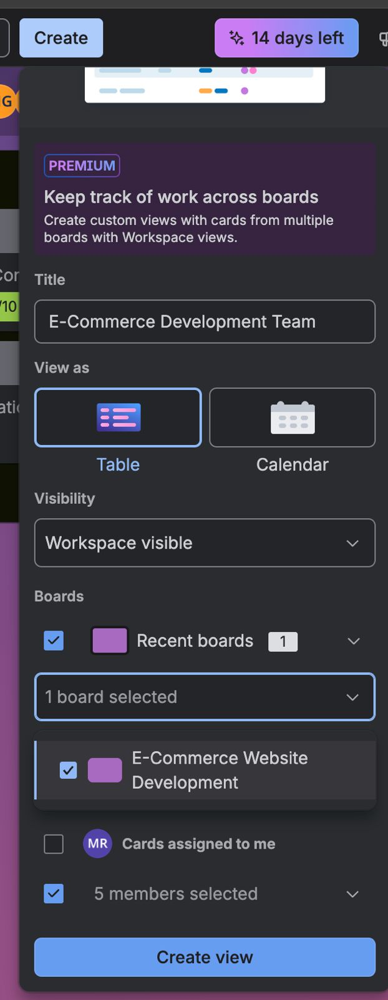 Create
14 days left
G
PREMIUM
Keep track of work across boards
Create custom views with cards from multiple
boards with Workspace views.
Cor
Title
/10
E-Commerce Development Team
View as
atic
Table
Calendar
Visibility
Workspace visible
Boards
Recent boards 1
1 board selected
E-Commerce Website
Development
MR Cards assigned to me
5 members selected
Create view